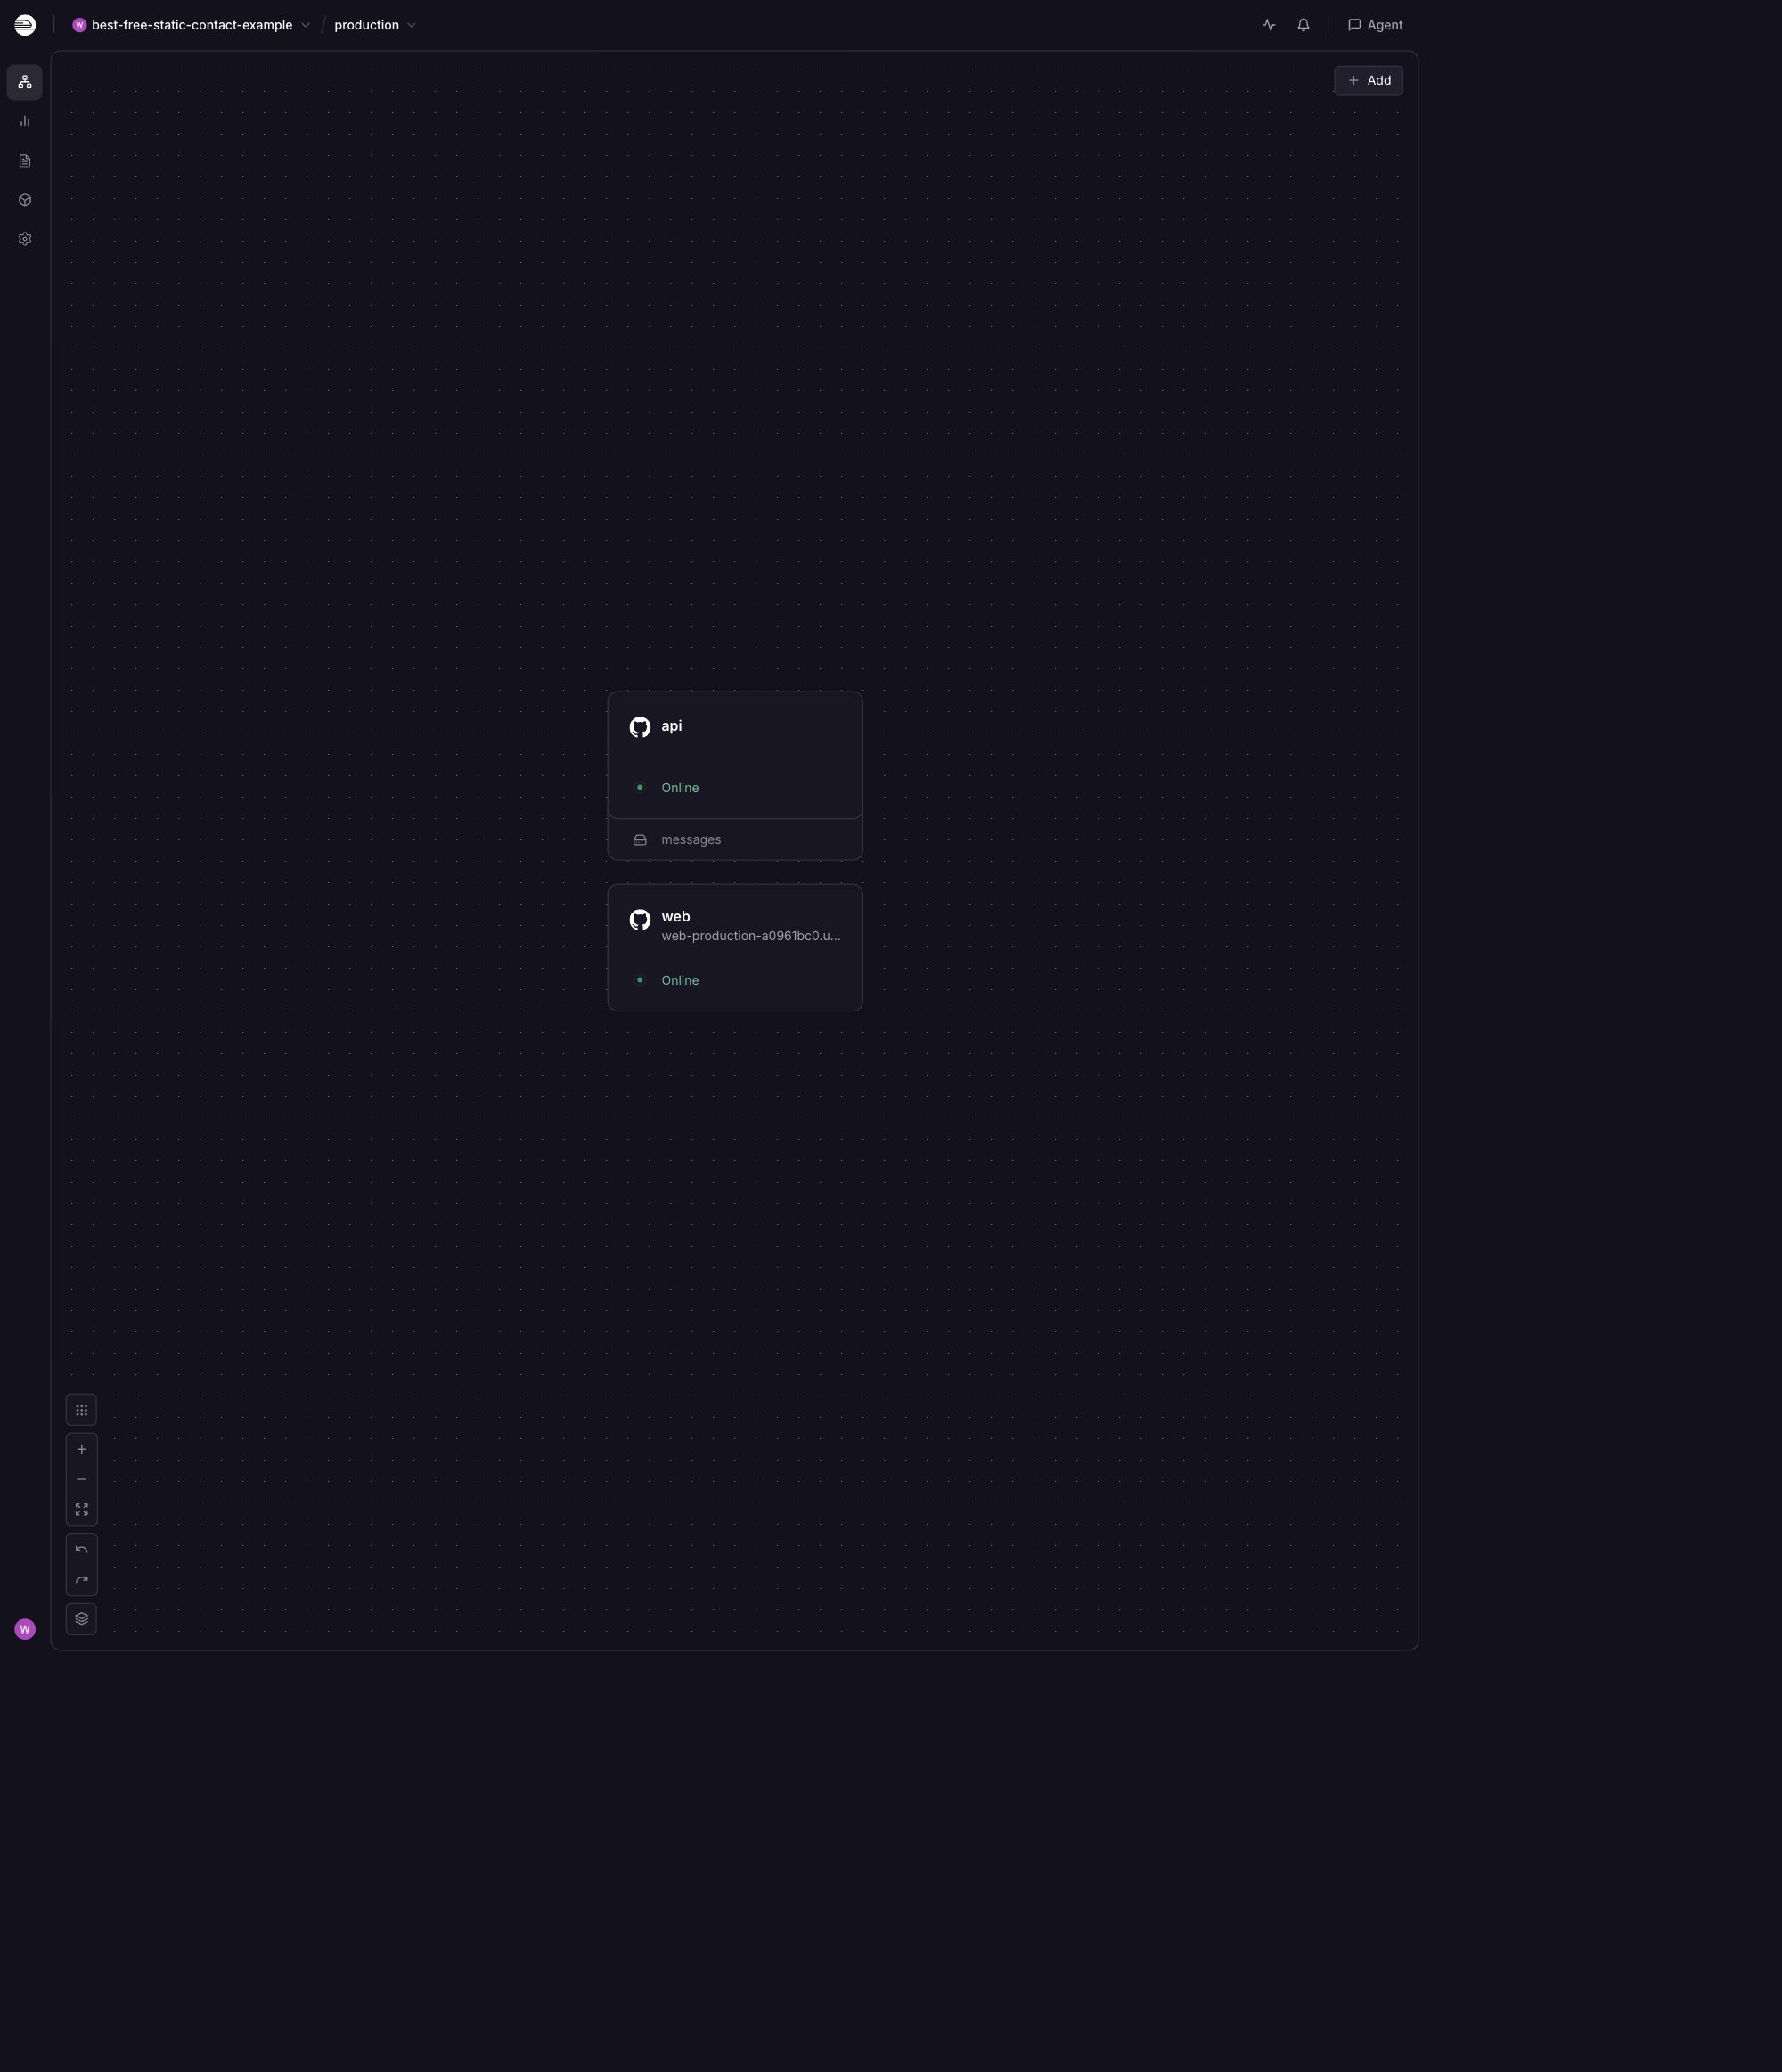 W best-free-static-contact-example / production
Agent
Add
api
Online
messages
web
web-production-a0961bc0.u...
Online
W